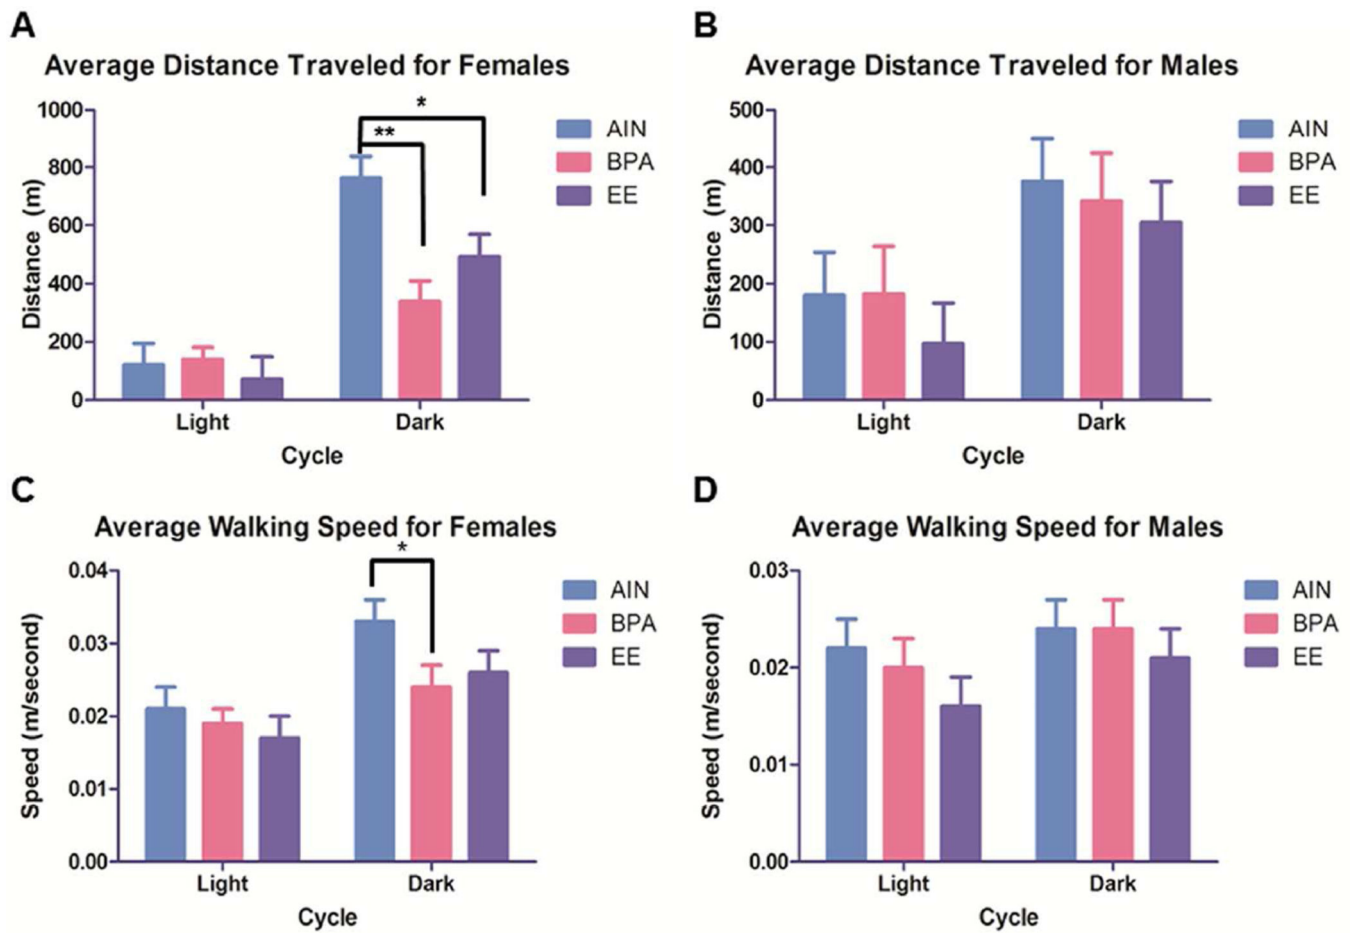 A
Average Distance Traveled for Females
1000
800
600
400
200
0
Distance (m)
*
**
AIN
BPA
EE
Light
Dark
Cycle
B
Average Distance Traveled for Males
500
400
300
200
100
0
Distance (m)
AIN
BPA
EE
Light
Dark
Cycle
C
Average Walking Speed for Females
0.04
0.03
0.02
0.01
0.00
Speed (m/second)
*
AIN
BPA
EE
Light
Dark
Cycle
D
Average Walking Speed for Males
0.03
0.02
0.01
0.00
Speed (m/second)
AIN
BPA
EE
Light
Dark
Cycle